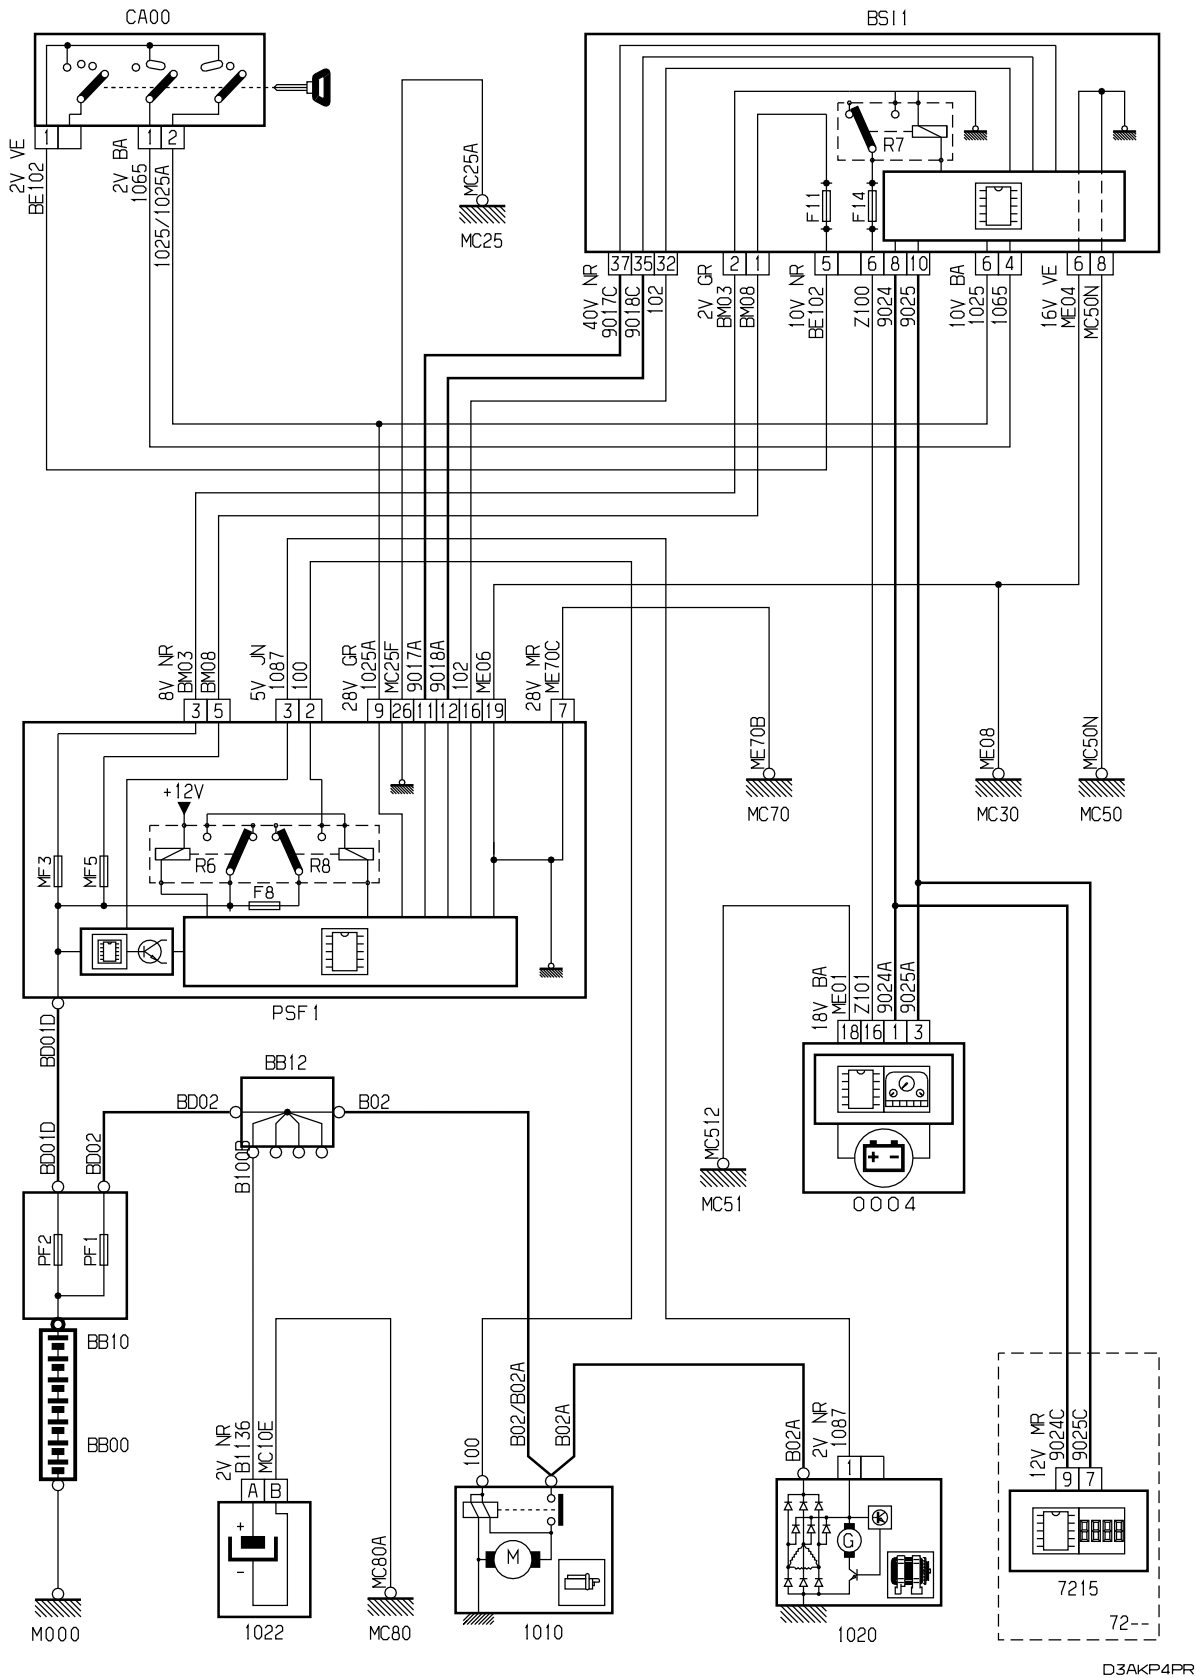 CA00
BSI1
1
1 2
2V VE
BE102
2V BA
1065
1025/1025A
MC25A
MC25
R7
F11
F14
37 35 32
2 1
5
6 8 10
6 4
6 8
40V NR
9017C
9018C
102
2V GR
BM03
BM08
10V NR
BE102
Z100
9024
9025
10V BA
1025
1065
16V VE
ME04
MC50N
8V NR
BM03
BM08
5V JN
1087
100
28V GR
1025A
MC25F
9017A
9018A
102
ME06
28V MR
ME70C
3 5
3 2
9 26 11 12 16 19
7
ME70B
MC70
ME08
MC30
MC50N
MC50
+12V
R6
R8
F8
MF3
MF5
PSF1
BD01D
BD01D
BD02
BD02
BB12
B02
B100B
18V BA
ME01
Z101
9024A
9025A
18 16 1 3
+ -
0004
MC512
MC51
PF2
PF1
BB10
BB00
M000
2V NR
B1136
MC10E
A B
+
-
1022
MC80A
MC80
100
B02/B02A
B02A
M
1010
B02A
2V NR
1087
1
G
K
1020
12V MR
9024C
9025C
9 7
8888
7215
72--
D3AKP4PR